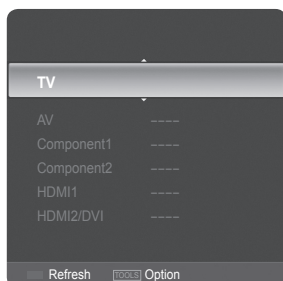 TV
AV ----
Component1 ----
Component2 ----
HDMI1 ----
HDMI2/DVI ----
Refresh TOOLS Option